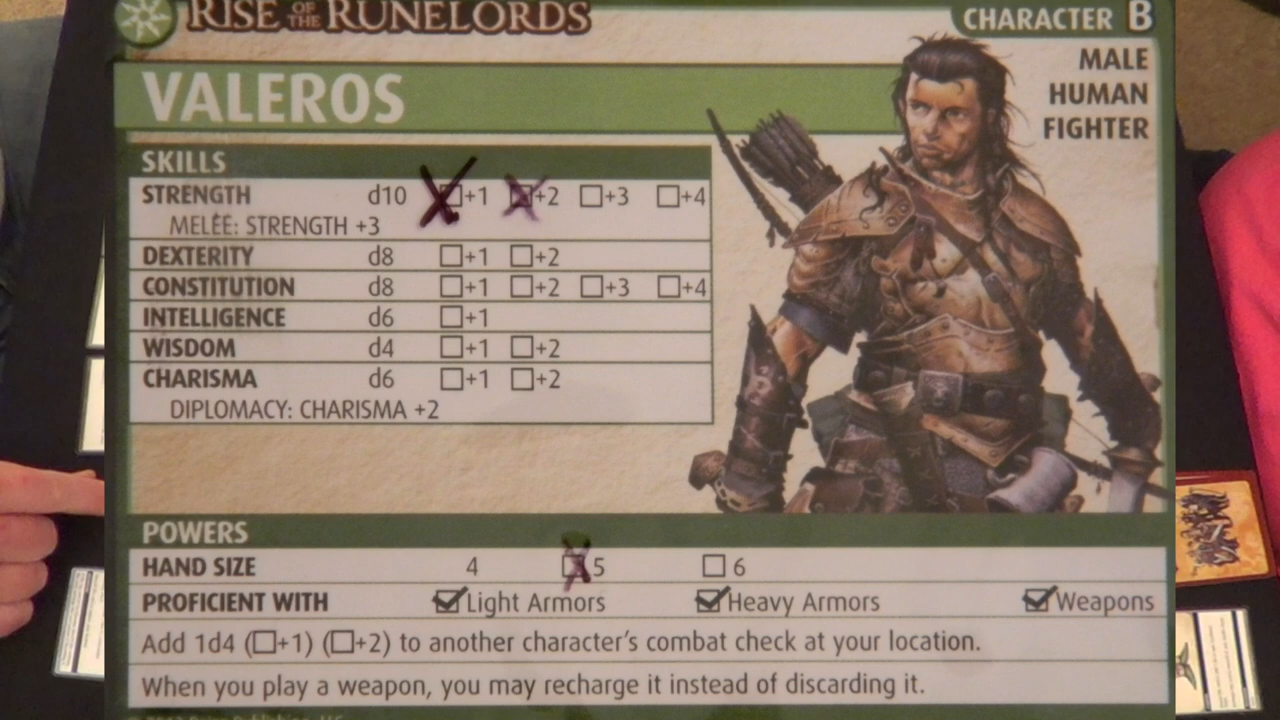 RISE OF THE RUNELORDS
CHARACTER B
VALEROS
MALE
HUMAN
FIGHTER
SKILLS
STRENGTH d10 +1 +2 +3 +4
MELEE: STRENGTH +3
DEXTERITY d8 +1 +2
CONSTITUTION d8 +1 +2 +3 +4
INTELLIGENCE d6 +1
WISDOM d4 +1 +2
CHARISMA d6 +1 +2
DIPLOMACY: CHARISMA +2
POWERS
HAND SIZE 4 5 6
PROFICIENT WITH Light Armors Heavy Armors Weapons
Add 1d4 (☐+1) (☐+2) to another character's combat check at your location.
When you play a weapon, you may recharge it instead of discarding it.